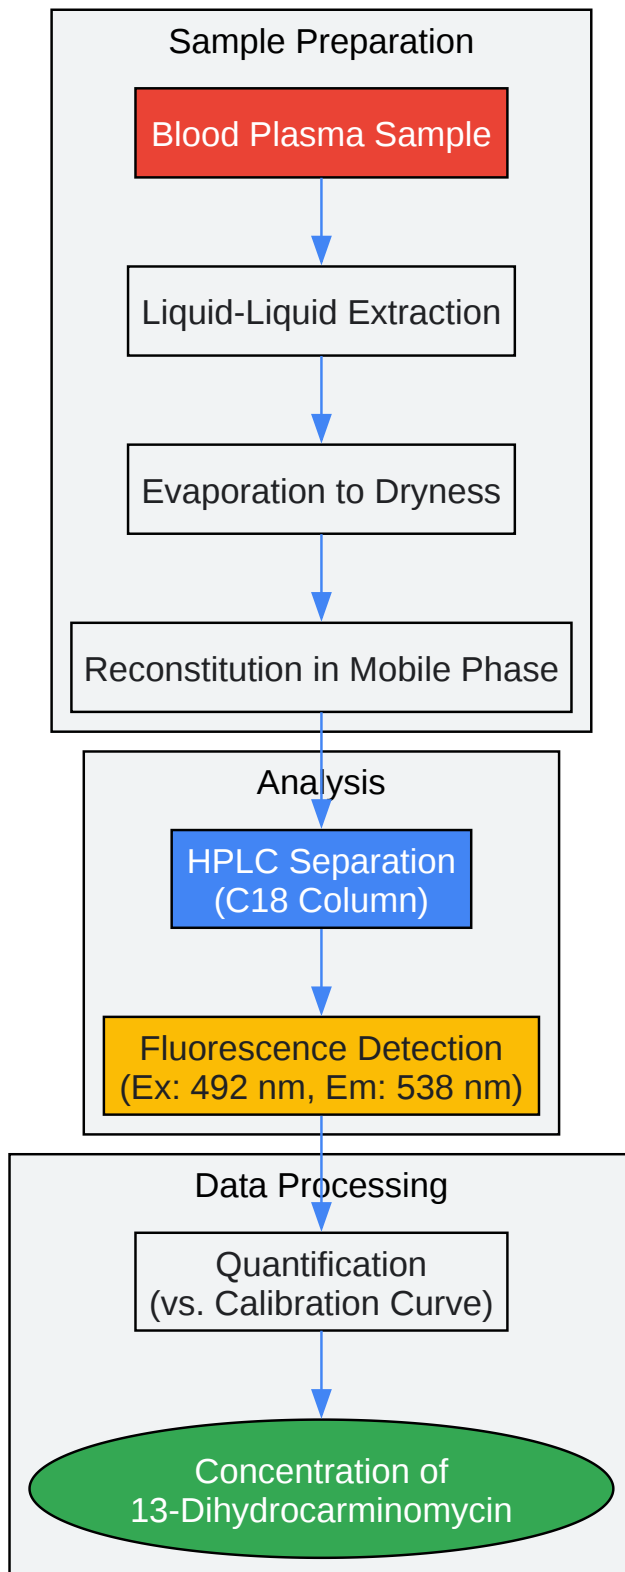 Sample Preparation
Blood Plasma Sample
Liquid-Liquid Extraction
Evaporation to Dryness
Reconstitution in Mobile Phase
Analysis
HPLC Separation
(C18 Column)
Fluorescence Detection
(Ex: 492 nm, Em: 538 nm)
Data Processing
Quantification
(vs. Calibration Curve)
Concentration of
13-Dihydrocarminomycin